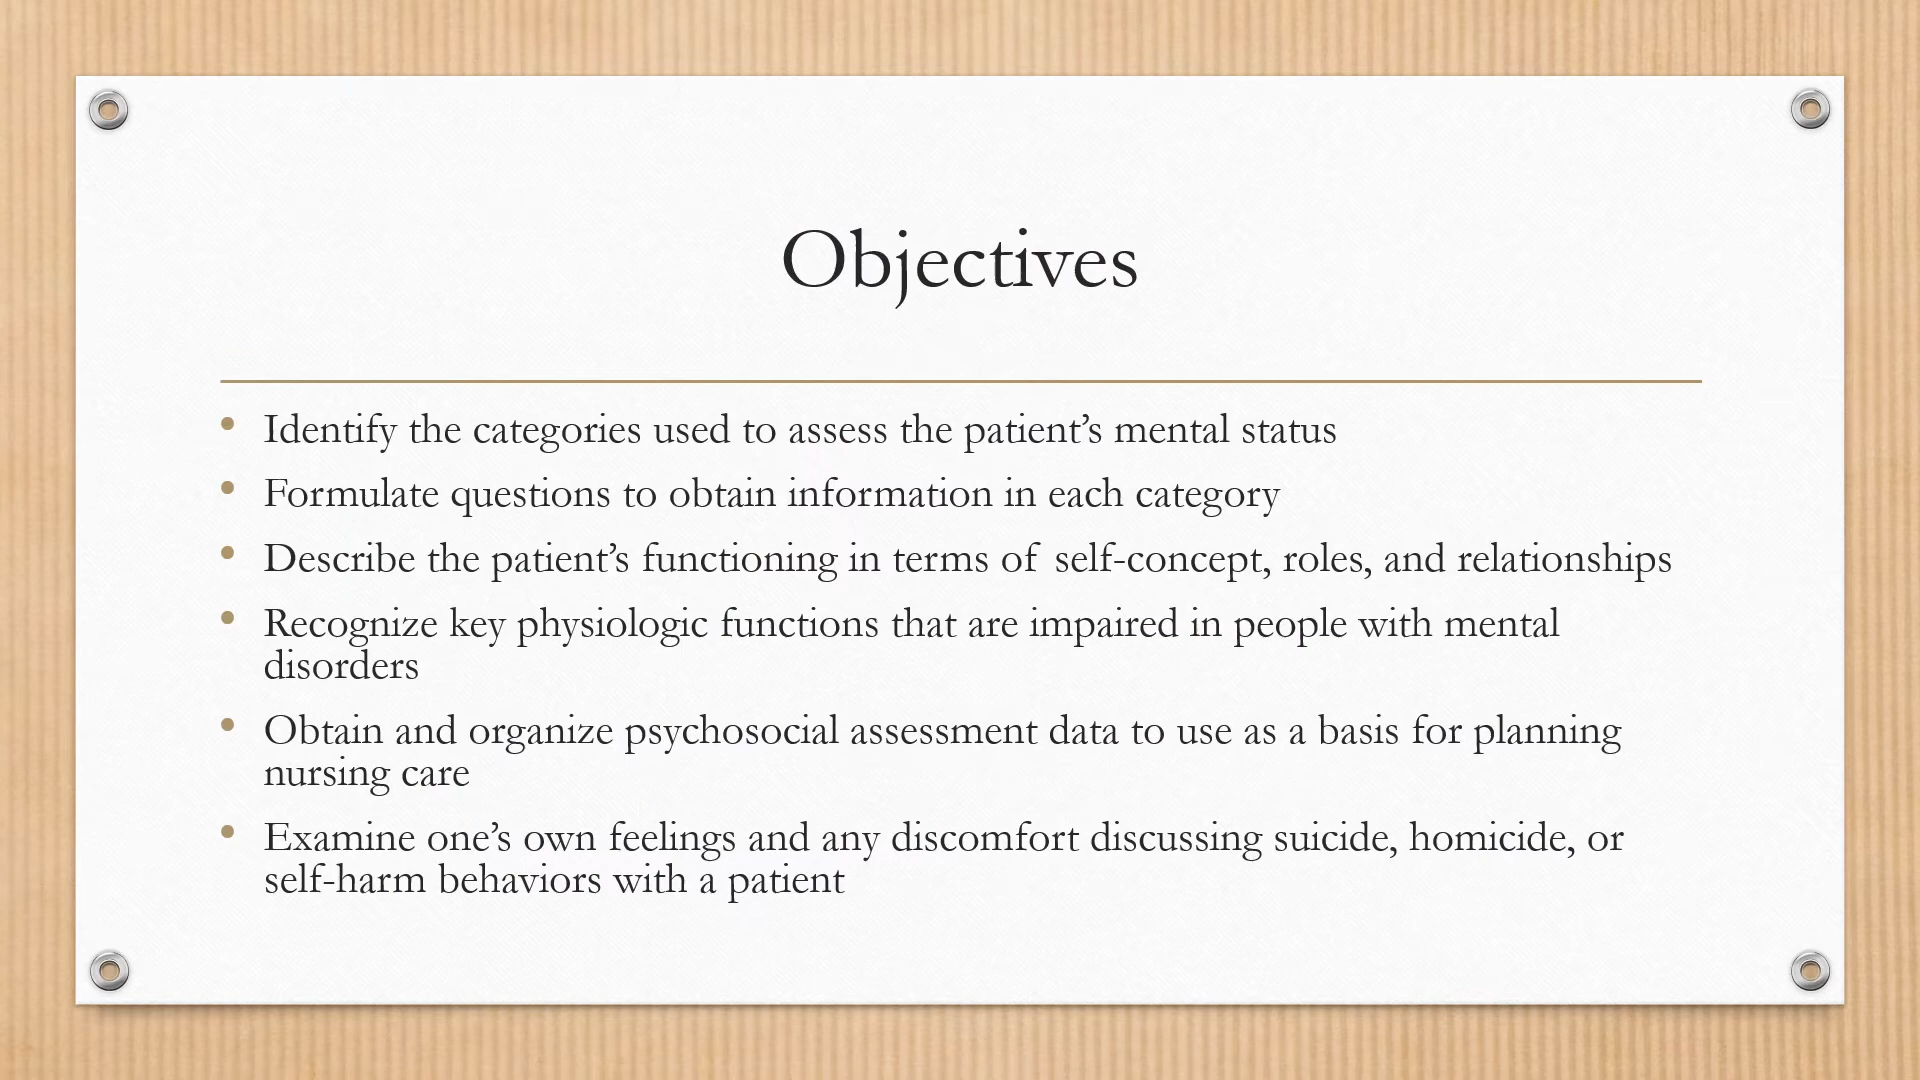 Objectives
• Identify the categories used to assess the patient’s mental status
• Formulate questions to obtain information in each category
• Describe the patient’s functioning in terms of self-concept, roles, and relationships
• Recognize key physiologic functions that are impaired in people with mental
disorders
• Obtain and organize psychosocial assessment data to use as a basis for planning
nursing care
• Examine one’s own feelings and any discomfort discussing suicide, homicide, or
self-harm behaviors with a patient